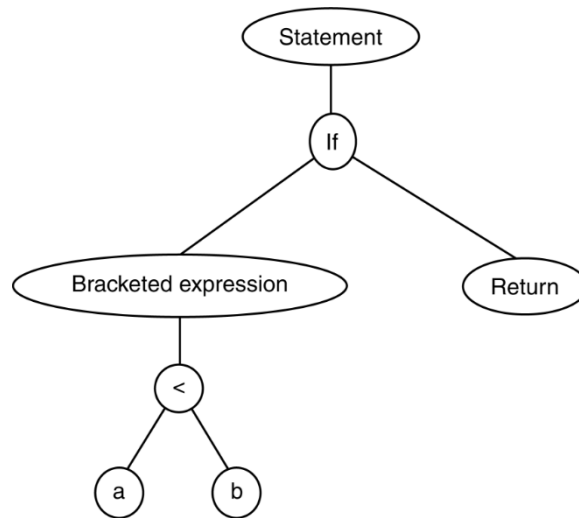 Statement
If
Bracketed expression
Return
<
a
b